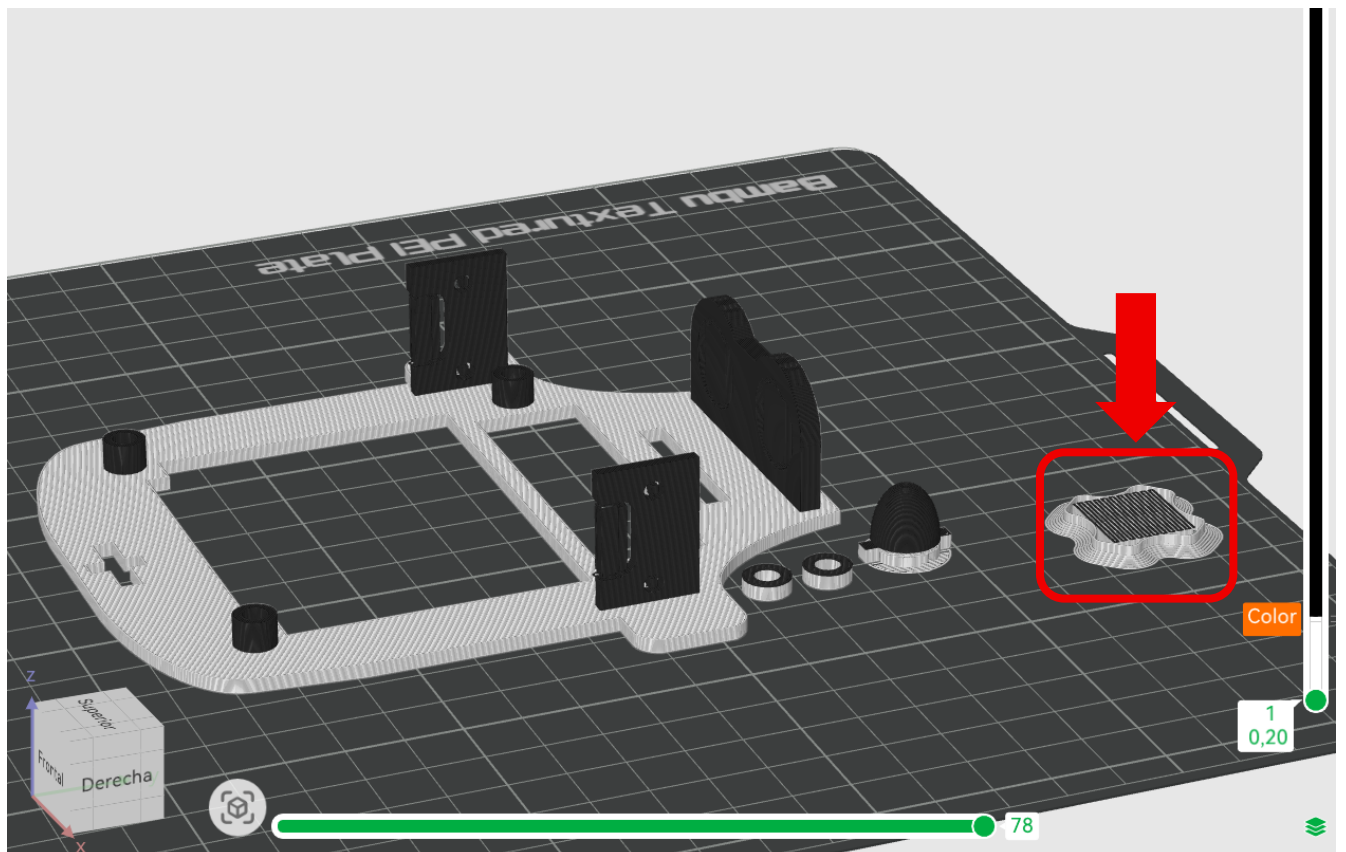 Bambu Textured PEI Plate
Color
1
0,20
Z
Superior
Frontal
Derecha
X
78